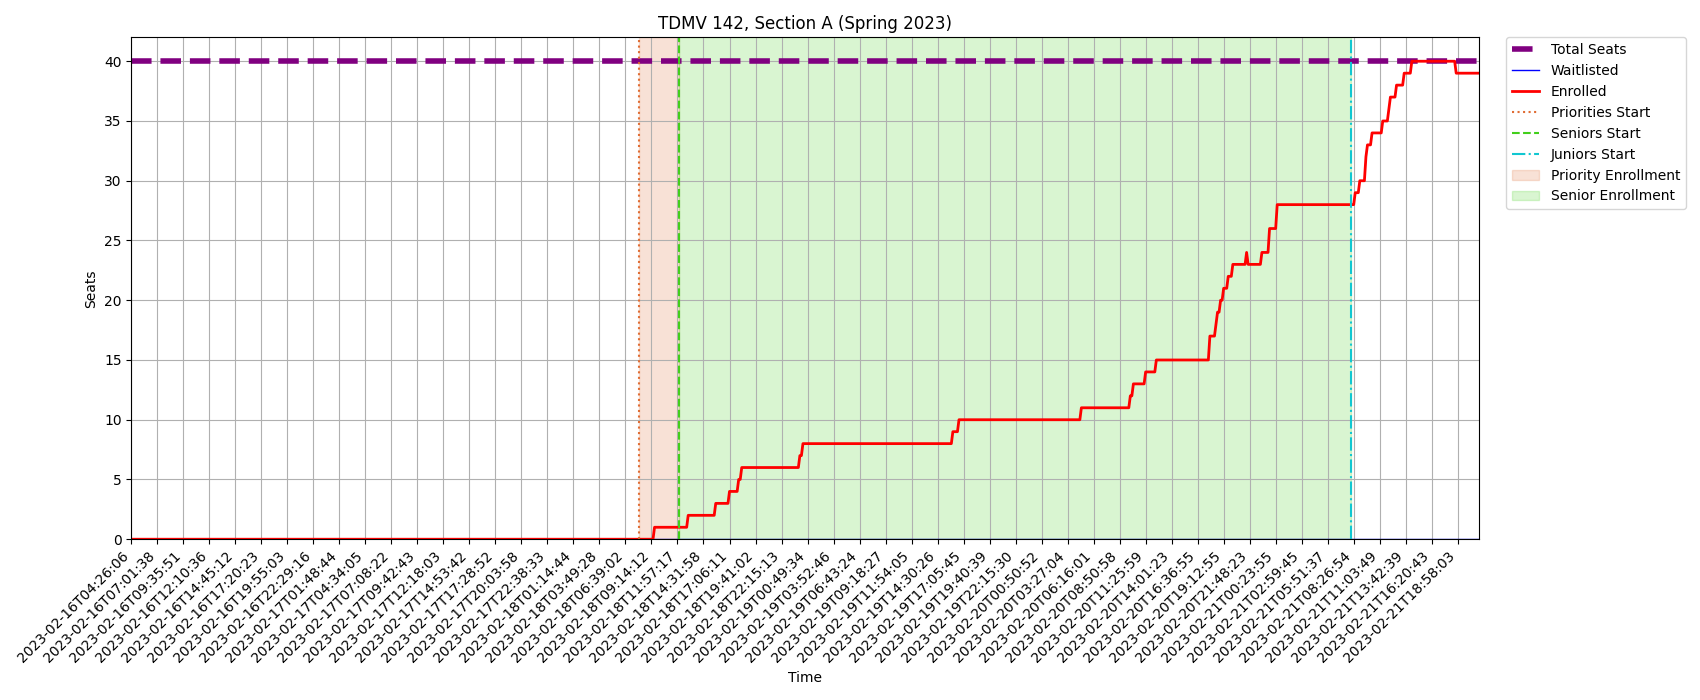 TDMV 142, Section A (Spring 2023)
Total Seats
Waitlisted
Enrolled
Priorities Start
Seniors Start
Juniors Start
Priority Enrollment
Senior Enrollment
Seats
40
35
30
25
20
15
10
5
0
2023-02-16T04:26:06
2023-02-16T07:01:38
2023-02-16T09:35:51
2023-02-16T12:10:36
2023-02-16T14:45:12
2023-02-16T17:20:23
2023-02-16T19:55:03
2023-02-16T22:29:16
2023-02-17T01:48:44
2023-02-17T04:34:05
2023-02-17T07:08:22
2023-02-17T09:42:43
2023-02-17T12:18:03
2023-02-17T14:53:42
2023-02-17T17:28:52
2023-02-17T20:03:58
2023-02-17T22:38:33
2023-02-18T01:14:44
2023-02-18T03:49:28
2023-02-18T06:39:02
2023-02-18T09:14:12
2023-02-18T11:57:17
2023-02-18T14:31:58
2023-02-18T17:06:11
2023-02-18T19:41:02
2023-02-18T22:15:13
2023-02-19T00:49:34
2023-02-19T03:52:46
2023-02-19T06:43:24
2023-02-19T09:18:27
2023-02-19T11:54:05
2023-02-19T14:30:26
2023-02-19T17:05:45
2023-02-19T19:40:39
2023-02-19T22:15:30
2023-02-20T00:50:52
2023-02-20T03:27:04
2023-02-20T06:16:01
2023-02-20T08:50:58
2023-02-20T11:25:59
2023-02-20T14:01:23
2023-02-20T16:36:55
2023-02-20T19:12:55
2023-02-20T21:48:23
2023-02-21T00:23:55
2023-02-21T02:59:45
2023-02-21T05:51:37
2023-02-21T08:26:54
2023-02-21T11:03:49
2023-02-21T13:42:39
2023-02-21T16:20:43
2023-02-21T18:58:03
Time